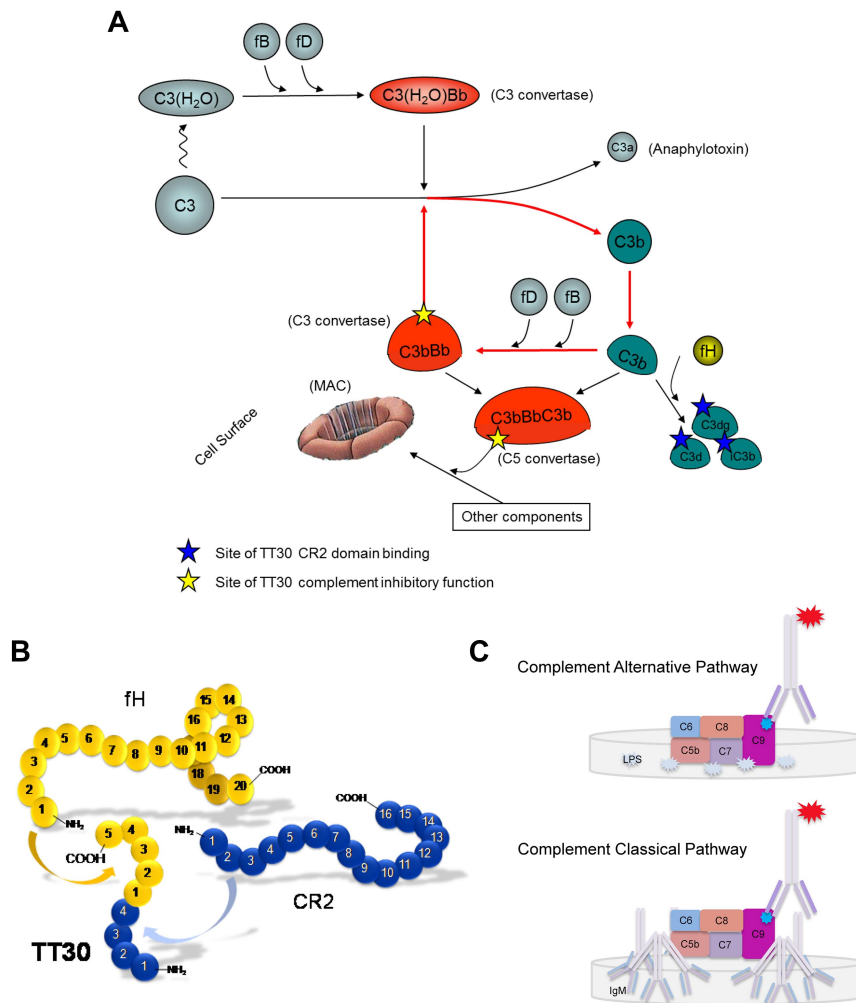 A
fB fD
C3(H2O) C3(H2O)Bb (C3 convertase)
C3a (Anaphylotoxin)
C3
C3b
fD fB
(C3 convertase)
C3bBb C3b fH
(MAC)
C3bBbC3b
C3dg
Cell Surface
(C5 convertase) C3d iC3b
Other components
Site of TT30 CR2 domain binding
Site of TT30 complement inhibitory function
B
fH
1 2 3 4 5 6 7 8 9 10 11 12 13 14 15 16 18 19 20
NH2
COOH
COOH
5 4 3 2 1
4 3 2 1
NH2
TT30
NH2
1 2 3 4 5 6 7 8 9 10 11 12 13 14 15 16
COOH
CR2
C
Complement Alternative Pathway
C6 C8 C9
C5b C7
LPS
Complement Classical Pathway
C6 C8 C9
C5b C7
IgM